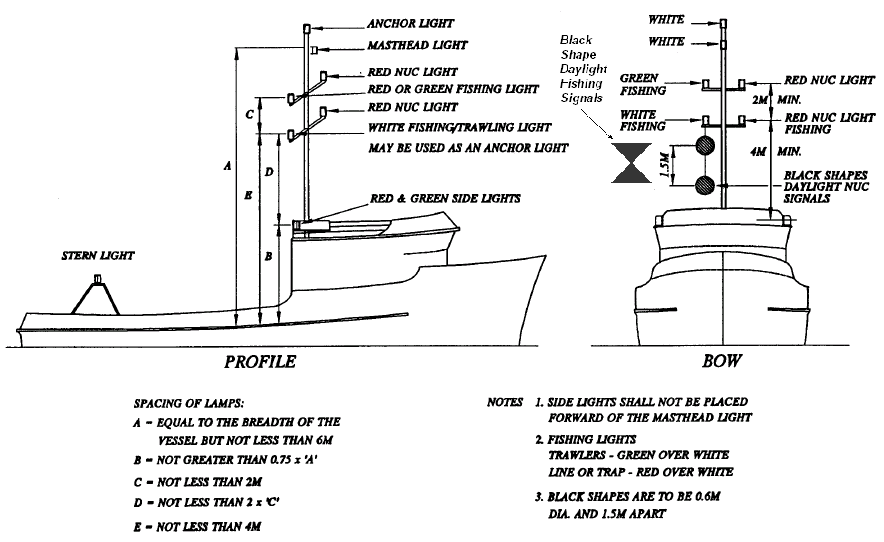 ANCHOR LIGHT
MASTHEAD LIGHT
RED NUC LIGHT
RED OR GREEN FISHING LIGHT
RED NUC LIGHT
WHITE FISHING/TRAWLING LIGHT
MAY BE USED AS AN ANCHOR LIGHT
C
A
E
D
B
RED & GREEN SIDE LIGHTS
STERN LIGHT
PROFILE
WHITE
WHITE
Black
Shape
Daylight
Fishing
Signals
GREEN
FISHING
RED NUC LIGHT
2M MIN.
WHITE
FISHING
RED NUC LIGHT
FISHING
1.5M
4M MIN.
BLACK SHAPES
DAYLIGHT NUC
SIGNALS
BOW
SPACING OF LAMPS:
A - EQUAL TO THE BREADTH OF THE
VESSEL BUT NOT LESS THAN 6M
B - NOT GREATER THAN 0.75 x 'A'
C - NOT LESS THAN 2M
D - NOT LESS THAN 2 x 'C'
E - NOT LESS THAN 4M
NOTES 1. SIDE LIGHTS SHALL NOT BE PLACED
FORWARD OF THE MASTHEAD LIGHT
2. FISHING LIGHTS
TRAWLERS - GREEN OVER WHITE
LINE OR TRAP - RED OVER WHITE
3. BLACK SHAPES ARE TO BE 0.6M
DIA. AND 1.5M APART